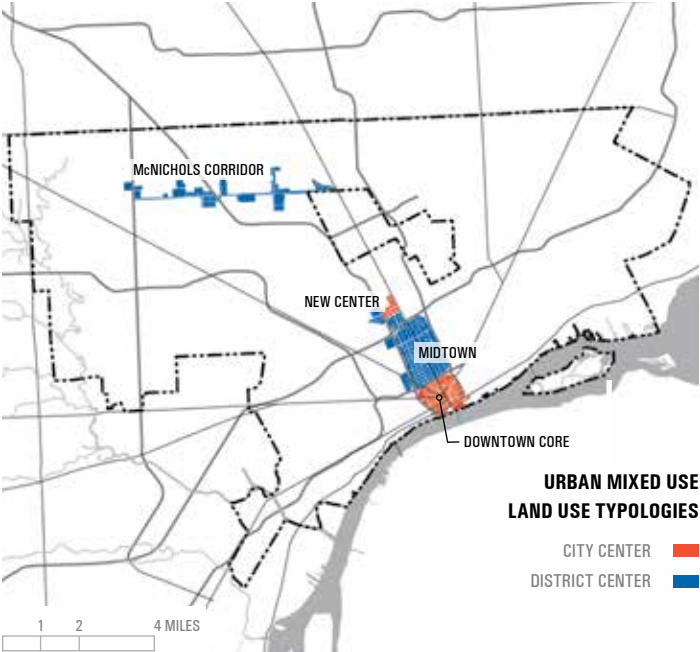 McNICHOLS CORRIDOR
NEW CENTER
MIDTOWN
DOWNTOWN CORE
URBAN MIXED USE
LAND USE TYPOLOGIES
CITY CENTER
DISTRICT CENTER
1 2 4 MILES